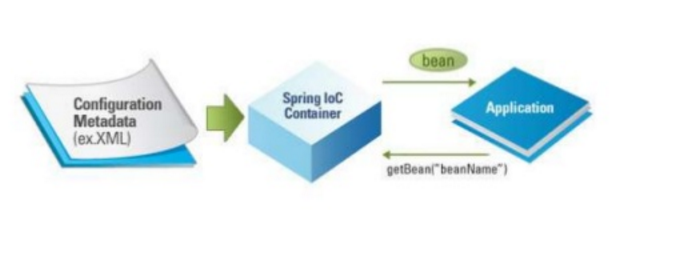 Configuration
Metadata
(ex.XML)
Spring IoC
Container
bean
Application
getBean("beanName")